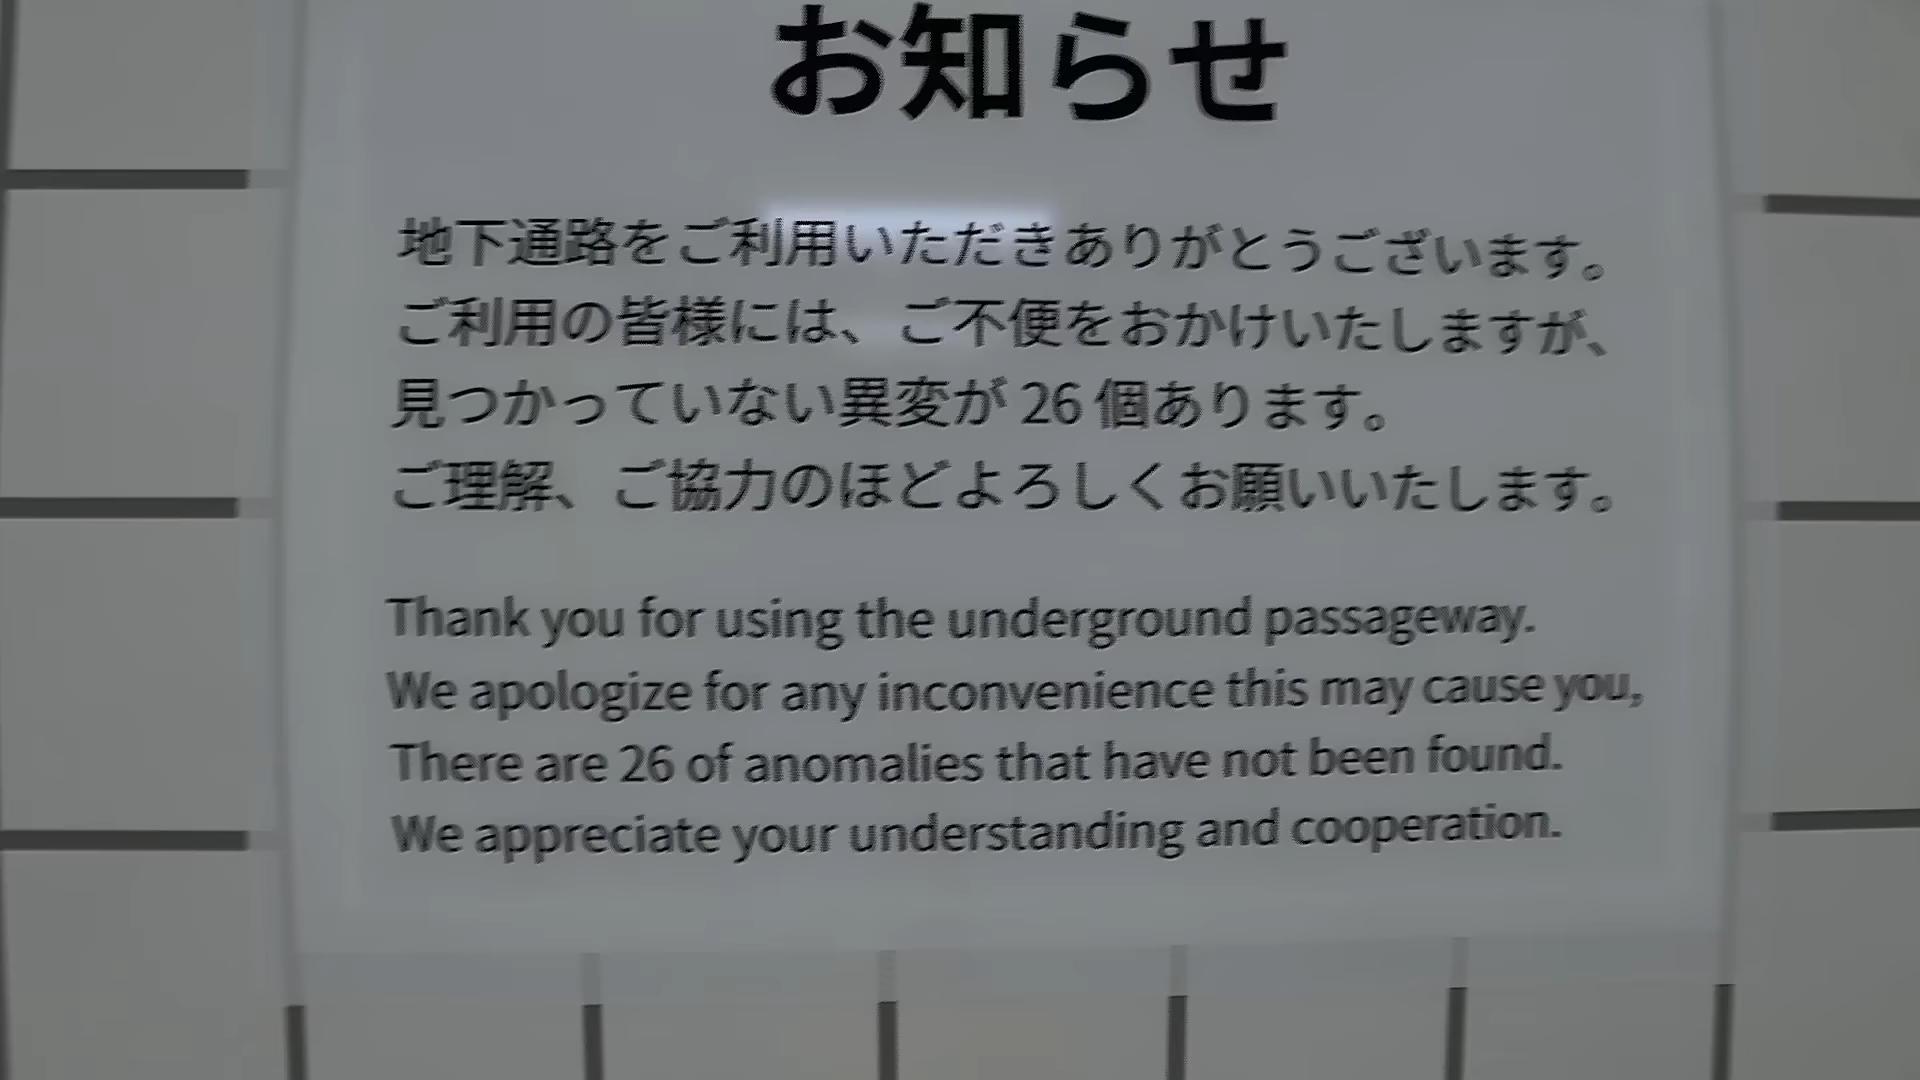 お知らせ
地下通路をご利用いただきありがとうございます。
ご利用の皆様には、ご不便をおかけいたしますが、
見つかっていない異変が 26 個あります。
ご理解、ご協力のほどよろしくお願いいたします。
Thank you for using the underground passageway.
We apologize for any inconvenience this may cause you,
There are 26 of anomalies that have not been found.
We appreciate your understanding and cooperation.